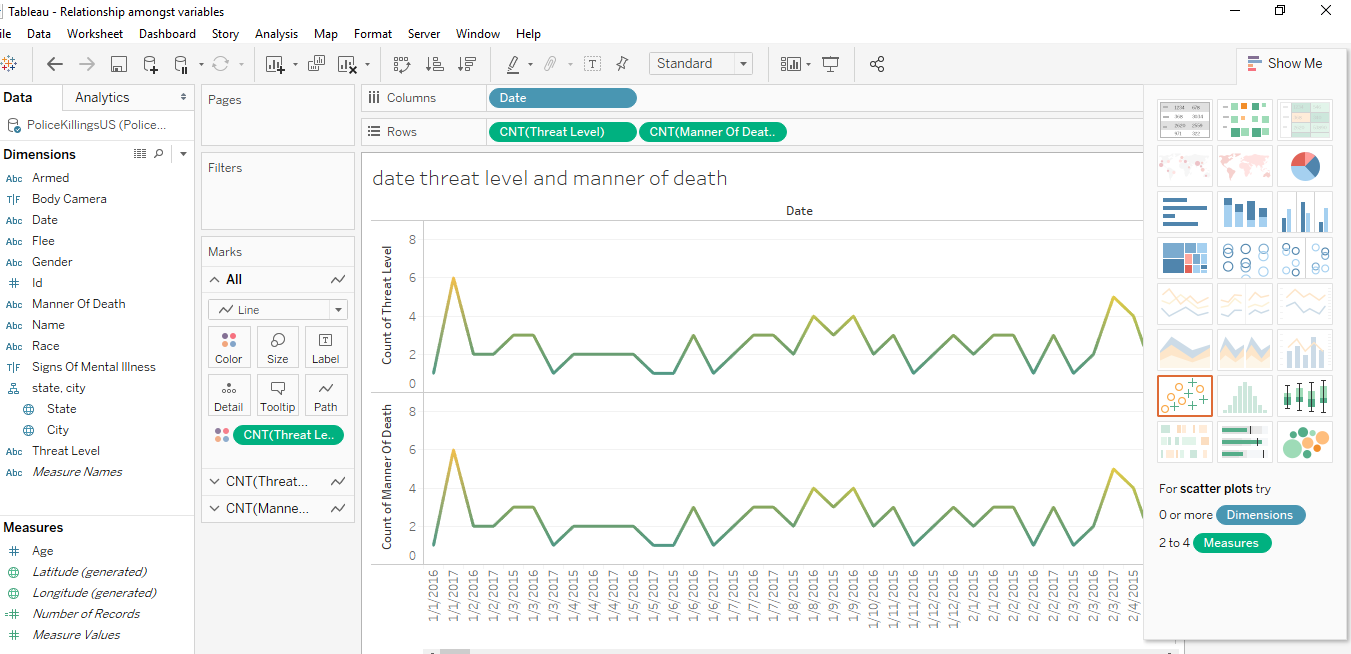 Tableau - Relationship amongst variables
ile Data Worksheet Dashboard Story Analysis Map Format Server Window Help
Standard
Show Me
Data
Analytics
PoliceKillingsUS (Police...
Dimensions
Abc Armed
T|F Body Camera
Abc Date
Abc Flee
Abc Gender
# Id
Abc Manner Of Death
Abc Name
Abc Race
T|F Signs Of Mental Illness
state, city
State
City
Abc Threat Level
Abc Measure Names
Measures
# Age
Latitude (generated)
Longitude (generated)
=# Number of Records
# Measure Values
Pages
Filters
Marks
All
Line
Color Size Label
Detail Tooltip Path
CNT(Threat Le..
CNT(Threat...
CNT(Manne...
Columns Date
Rows CNT(Threat Level) CNT(Manner Of Deat..
date threat level and manner of death
Date
Count of Threat Level
8
6
4
2
0
Count of Manner Of Death
8
6
4
2
0
1/1/2016
1/1/2017
1/2/2016
1/2/2017
1/3/2015
1/3/2016
1/3/2017
1/4/2015
1/4/2016
1/4/2017
1/5/2016
1/5/2017
1/6/2015
1/6/2016
1/6/2017
1/7/2015
1/7/2016
1/7/2017
1/8/2015
1/8/2016
1/9/2015
1/9/2016
1/10/2016
1/11/2015
1/11/2016
1/12/2016
1/12/2016
2/1/2015
2/1/2016
2/2/2015
2/2/2016
2/2/2017
2/3/2015
2/3/2016
2/3/2017
2/4/2015
For scatter plots try
0 or more Dimensions
2 to 4 Measures